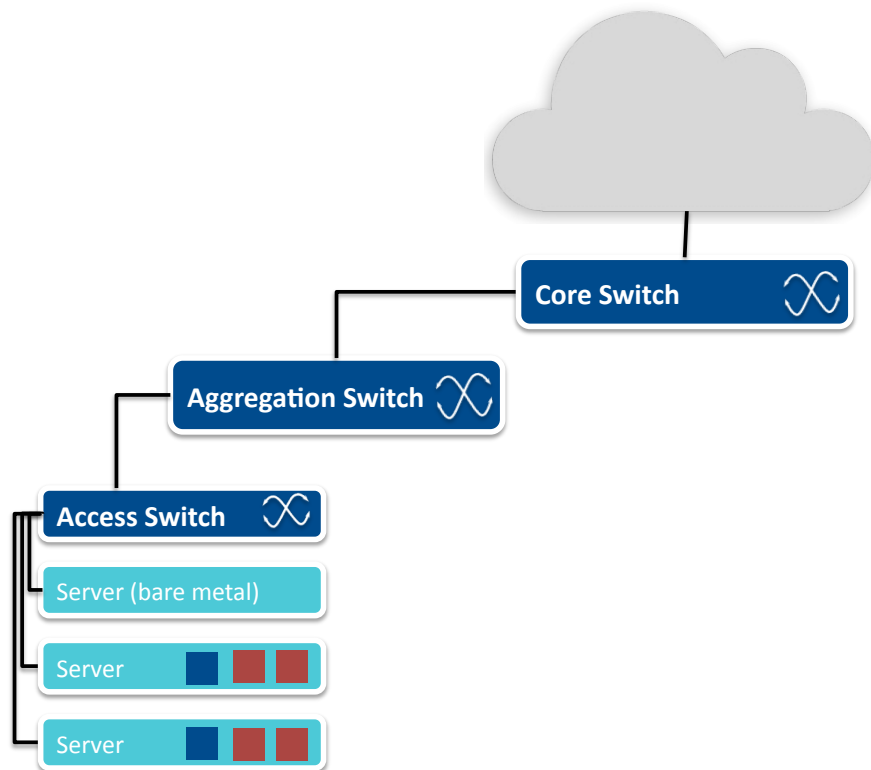 Core Switch
Aggregation Switch
Access Switch
Server (bare metal)
Server
Server